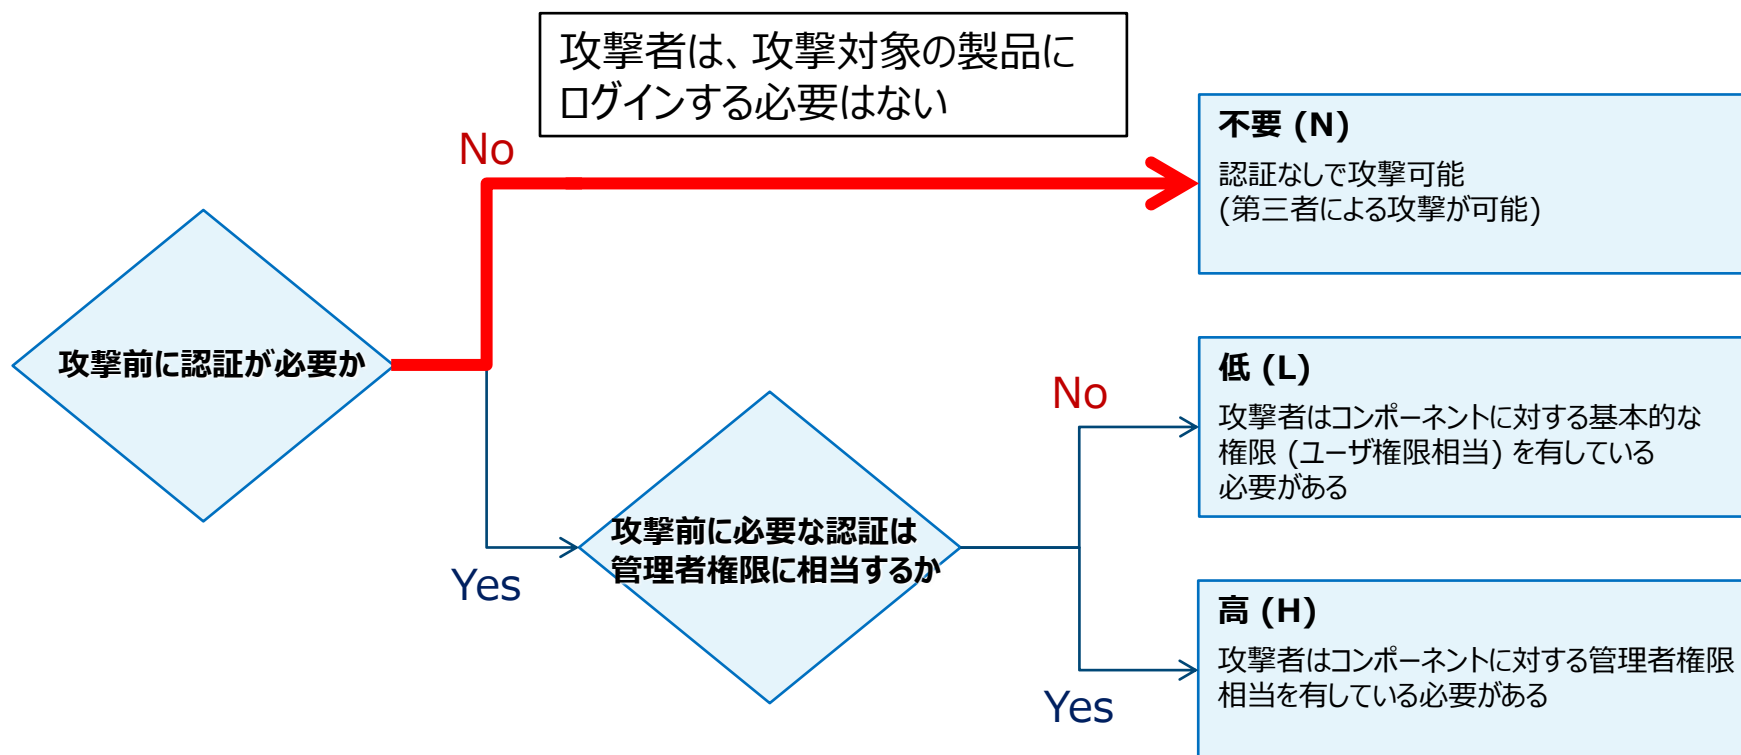 攻撃者は、攻撃対象の製品に
ログインする必要はない
No
不要 (N)
認証なしで攻撃可能
(第三者による攻撃が可能)
攻撃前に認証が必要か
Yes
攻撃前に必要な認証は
管理者権限に相当するか
No
低 (L)
攻撃者はコンポーネントに対する基本的な
権限 (ユーザ権限相当) を有している
必要がある
Yes
高 (H)
攻撃者はコンポーネントに対する管理者権限
相当を有している必要がある